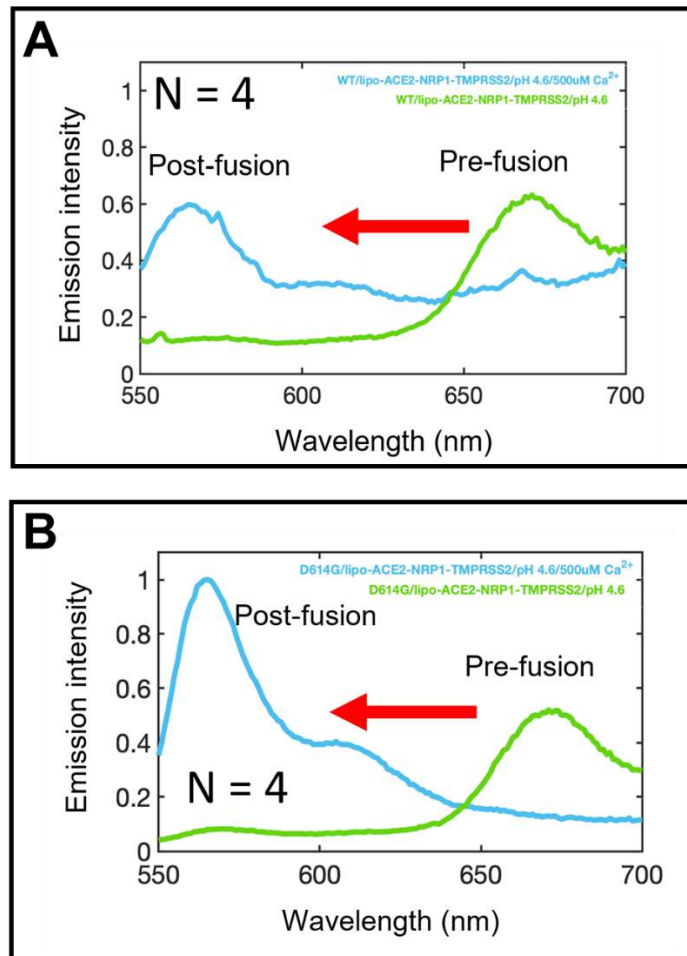 A
N = 4
WT/lipo-ACE2-NRP1-TMPRSS2/pH 4.6/500uM Ca²⁺
WT/lipo-ACE2-NRP1-TMPRSS2/pH 4.6
Post-fusion
Pre-fusion
Emission intensity
1
0.8
0.6
0.4
0.2
0
550
600
650
700
Wavelength (nm)
B
D614G/lipo-ACE2-NRP1-TMPRSS2/pH 4.6/500uM Ca²⁺
D614G/lipo-ACE2-NRP1-TMPRSS2/pH 4.6
Post-fusion
Pre-fusion
N = 4
Emission intensity
1
0.8
0.6
0.4
0.2
0
550
600
650
700
Wavelength (nm)